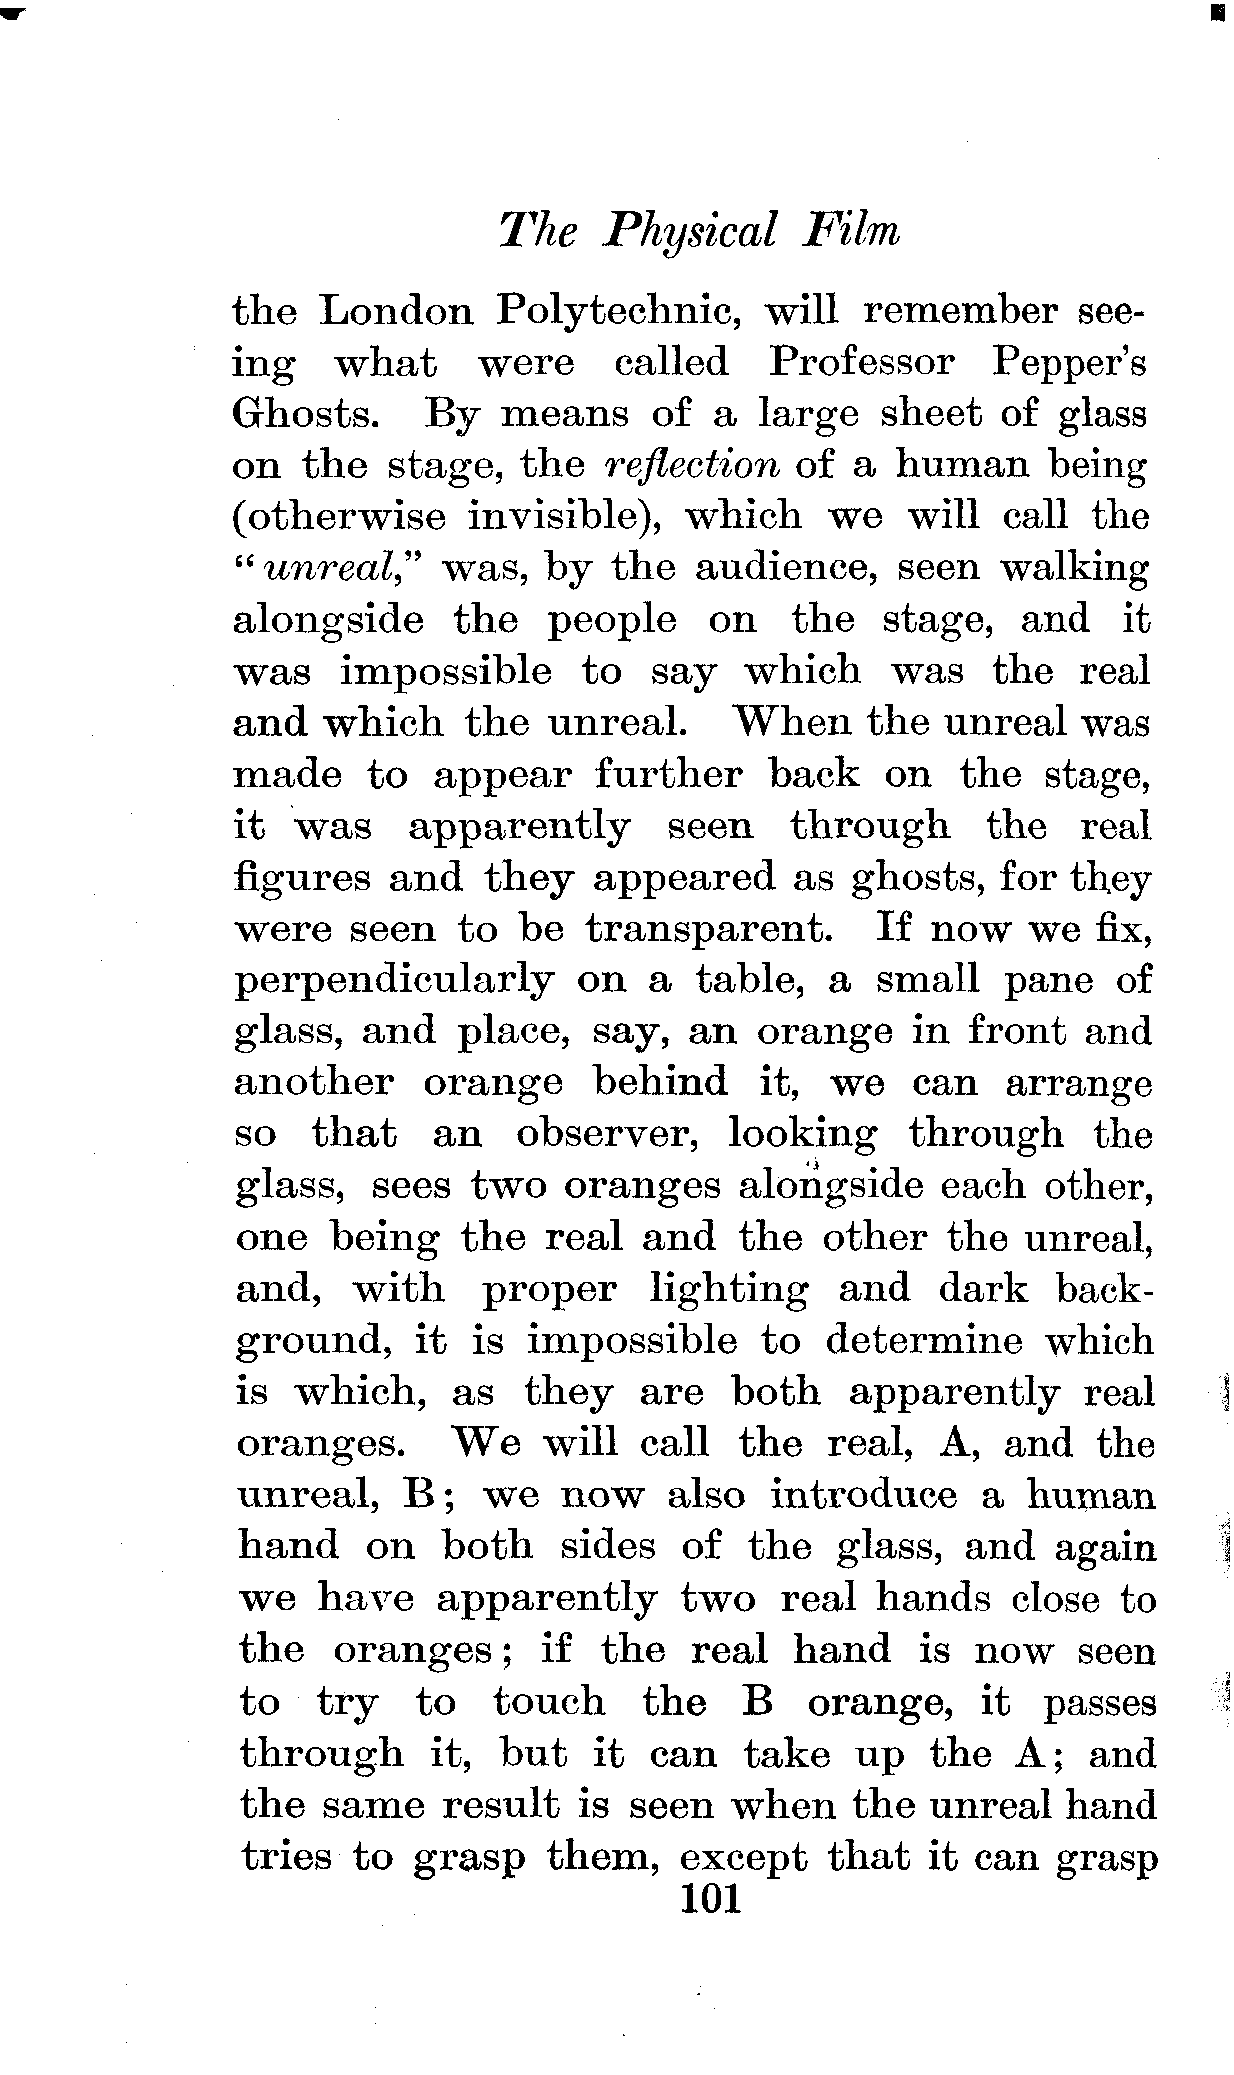 The Physical Film
the London Polytechnic, will remember see-
ing what were called Professor Pepper's
Ghosts. By means of a large sheet of glass
on the stage, the reflection of a human being
(otherwise invisible), which we will call the
"unreal," was, by the audience, seen walking
alongside the people on the stage, and it
was impossible to say which was the real
and which the unreal. When the unreal was
made to appear further back on the stage,
it was apparently seen through the real
figures and they appeared as ghosts, for they
were seen to be transparent. If now we fix,
perpendicularly on a table, a small pane of
glass, and place, say, an orange in front and
another orange behind it, we can arrange
so that an observer, looking through the
glass, sees two oranges alongside each other,
one being the real and the other the unreal,
and, with proper lighting and dark back-
ground, it is impossible to determine which
is which, as they are both apparently real
oranges. We will call the real, A, and the
unreal, B; we now also introduce a human
hand on both sides of the glass, and again
we have apparently two real hands close to
the oranges; if the real hand is now seen
to try to touch the B orange, it passes
through it, but it can take up the A; and
the same result is seen when the unreal hand
tries to grasp them, except that it can grasp
101